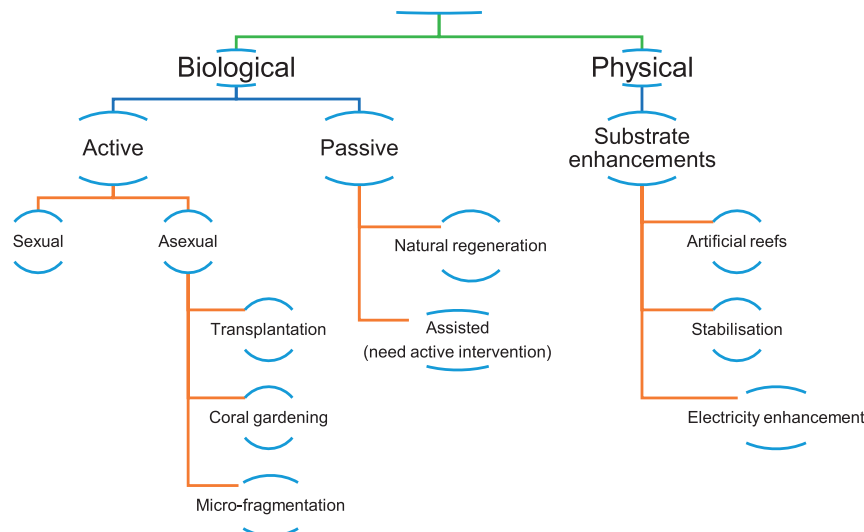 Biological
Physical
Active
Passive
Substrate
enhancements
Sexual
Asexual
Natural regeneration
Artificial reefs
Transplantation
Assisted
(need active intervention)
Stabilisation
Coral gardening
Electricity enhancement
Micro-fragmentation